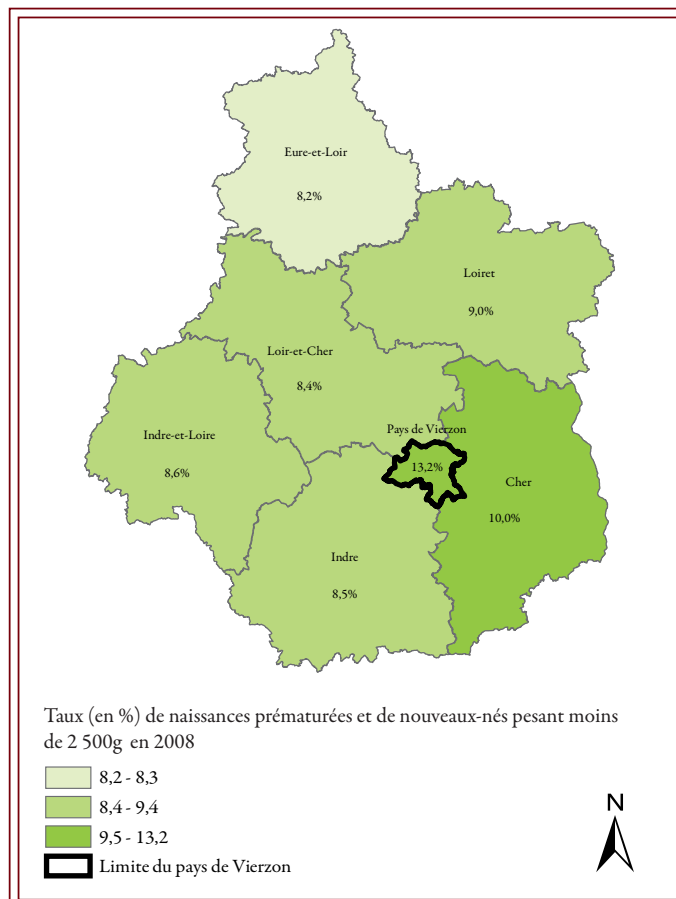 Eure-et-Loir
8,2%
Loiret
9,0%
Loir-et-Cher
8,4%
Pays de Vierzon
13,2%
Indre-et-Loire
8,6%
Cher
10,0%
Indre
8,5%
Taux (en %) de naissances prématurées et de nouveaux-nés pesant moins
de 2 500g en 2008
8,2 - 8,3
8,4 - 9,4
9,5 - 13,2
Limite du pays de Vierzon
N